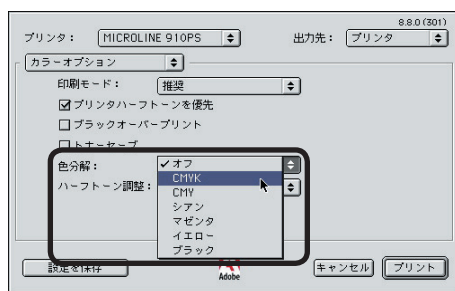 8.8.0 (301)
プリンタ： MICROLINE 910PS 出力先： プリンタ
カラーオプション
印刷モード： 推奨
プリンタハーフトーンを優先
ブラックオーバープリント
トナーセーブ
色分解： ✓オフ
CMYK
ハーフトーン調整： CMY
シアン
マゼンタ
イエロー
ブラック
設定を保存 Adobe キャンセル プリント